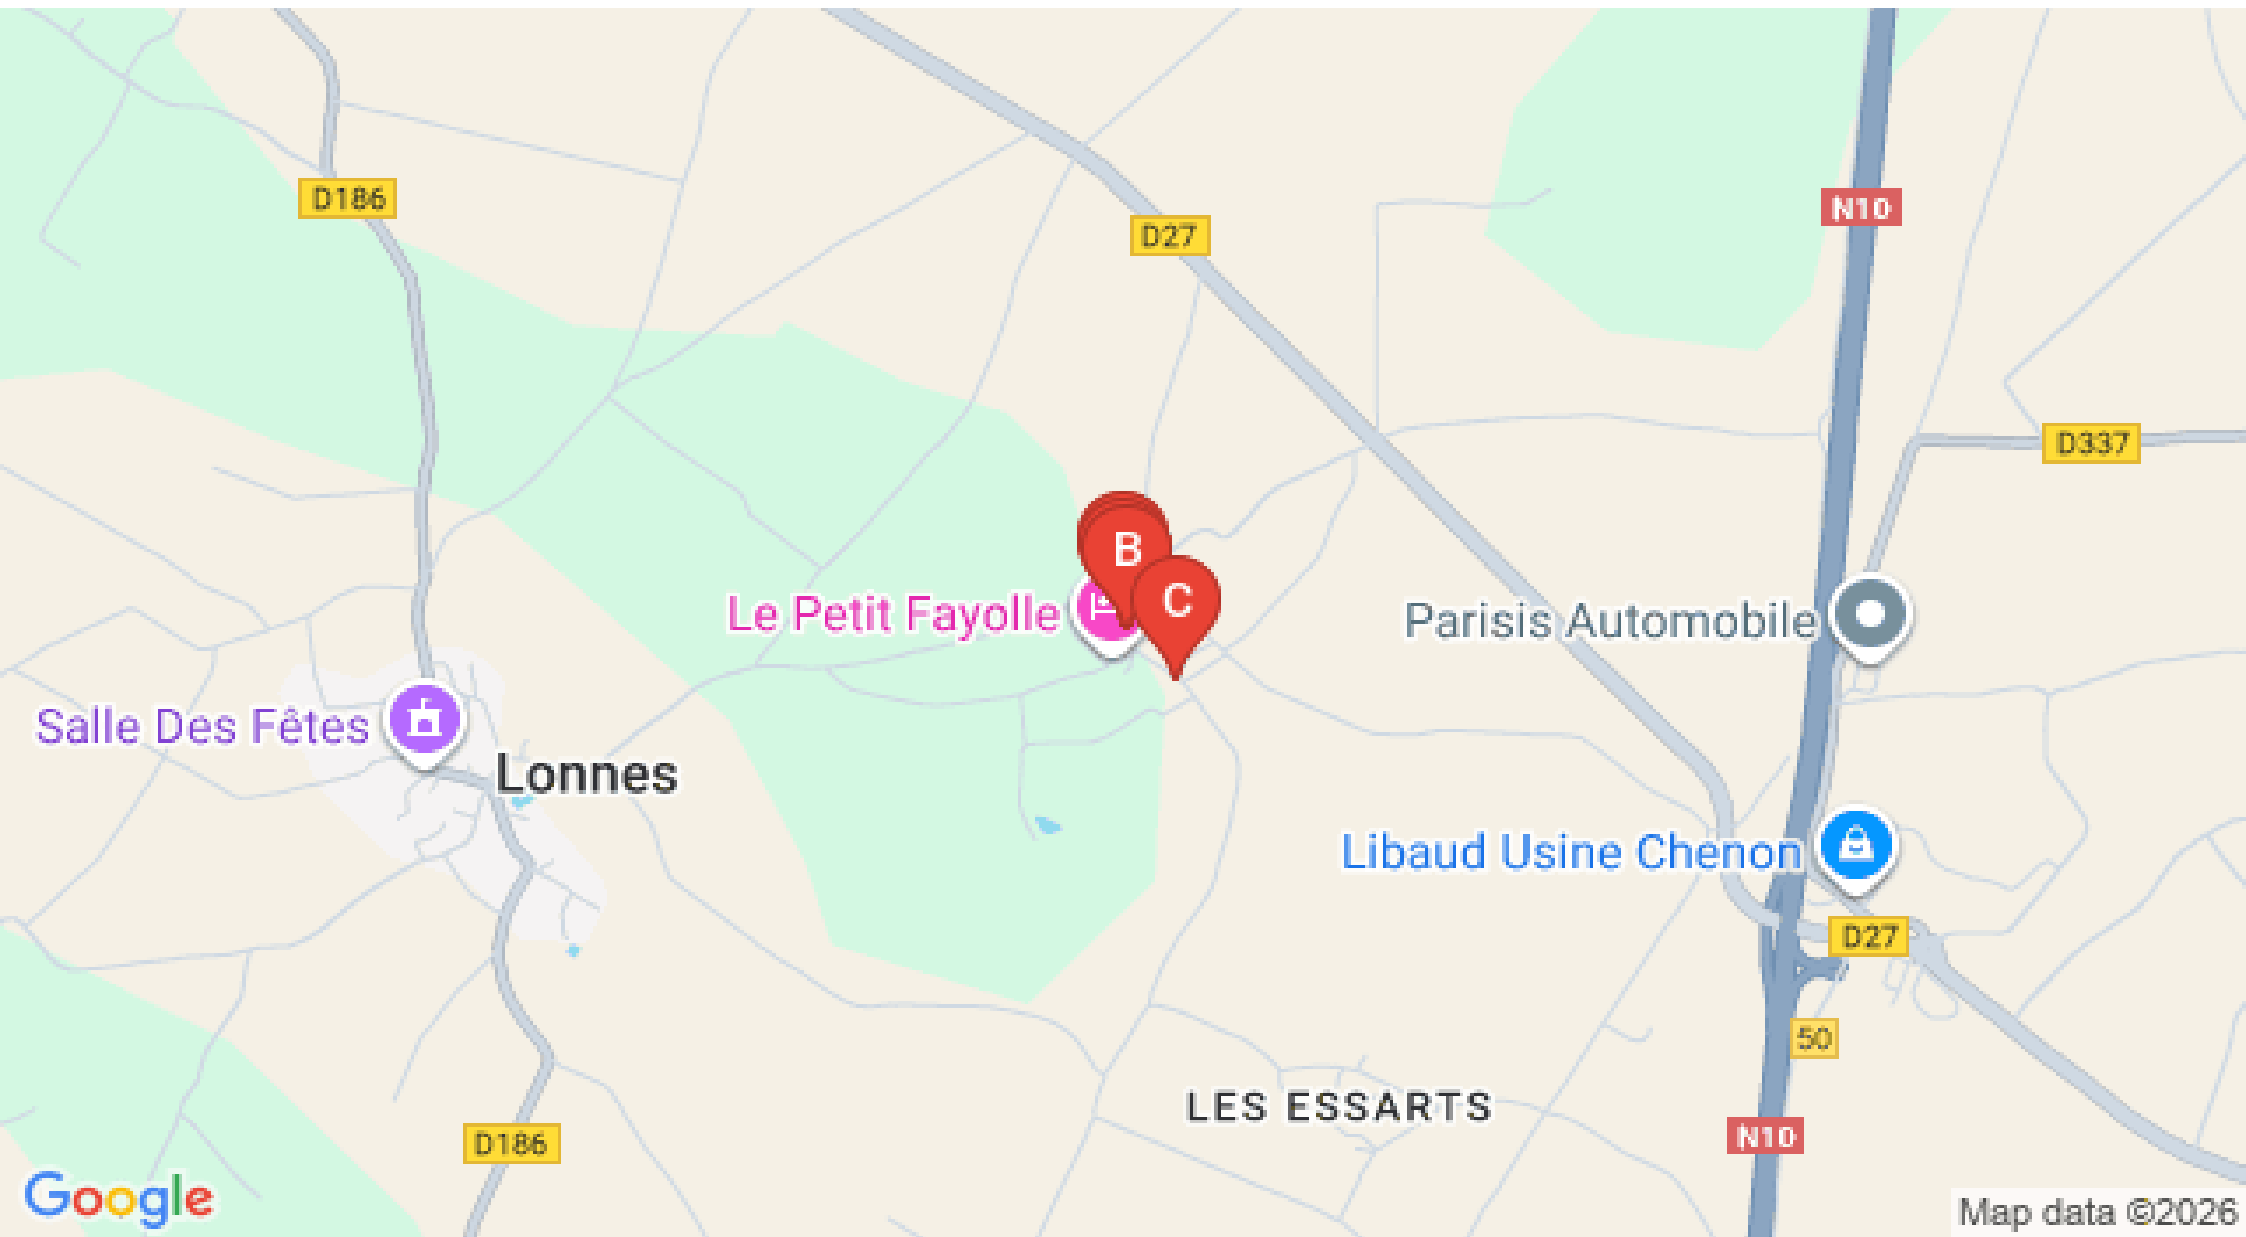 D186
N10
D27
D337
B
C
Le Petit Fayolle
Parisis Automobile
Salle Des Fêtes
Lonnes
Libaud Usine Chenon
D27
50
LES ESSARTS
N10
D186
Google
Map data ©2026